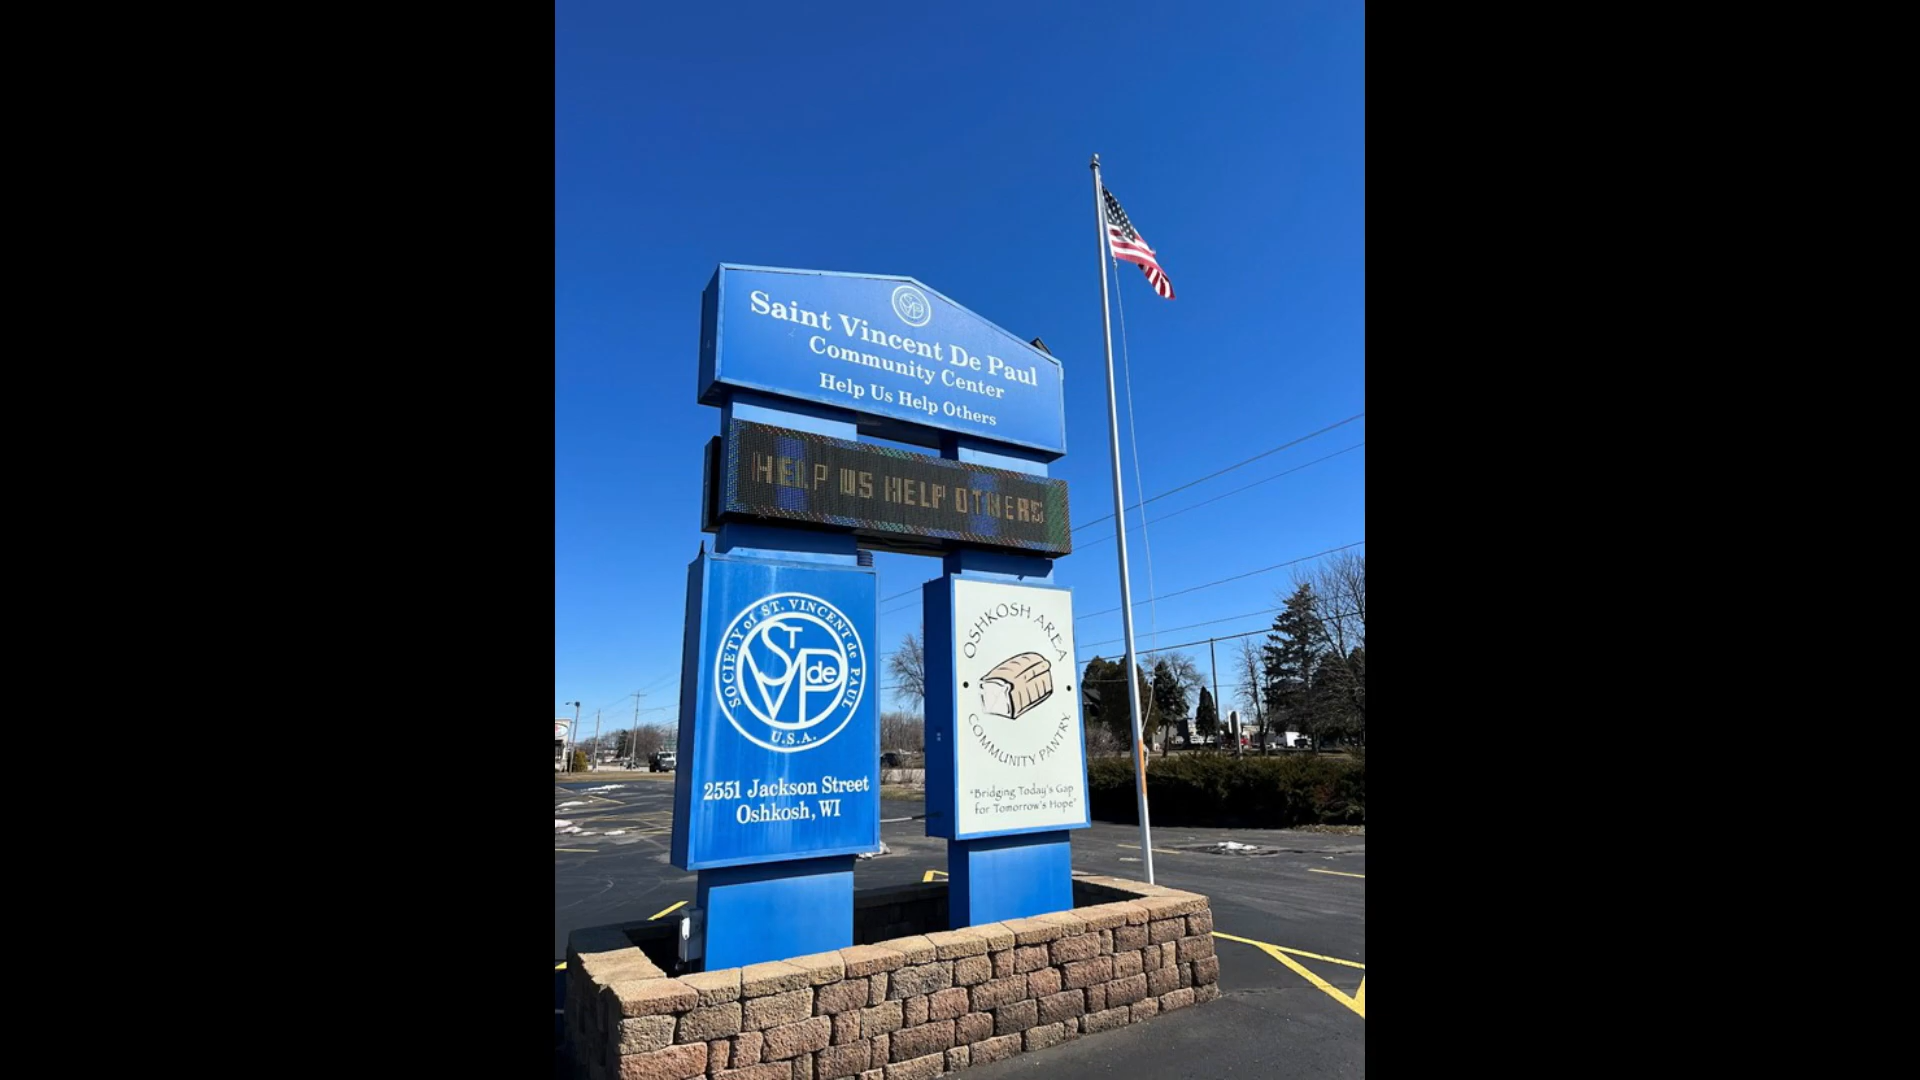 Saint Vincent De Paul
Community Center
Help Us Help Others
HELP US HELP OTHERS
SOCIETY of ST. VINCENT de PAUL
ST
V P de
U.S.A.
2551 Jackson Street
Oshkosh, WI
OSHKOSH AREA
COMMUNITY PANTRY
"Bridging Today's Gap
for Tomorrow's Hope"